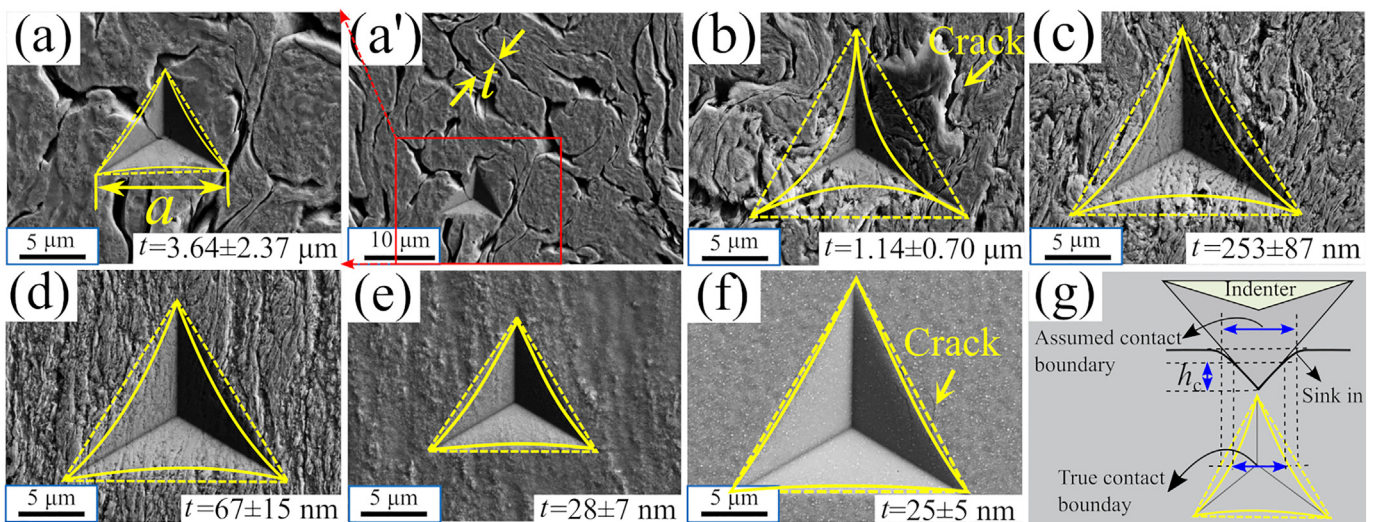 (a)
a
5 μm
t=3.64±2.37 μm
(a')
t
10 μm
(b)
Crack
5 μm
t=1.14±0.70 μm
(c)
5 μm
t=253±87 nm
(d)
5 μm
t=67±15 nm
(e)
5 μm
t=28±7 nm
(f)
Crack
5 μm
t=25±5 nm
(g)
Indenter
Assumed contact
boundary
hc
Sink in
True contact
bounday